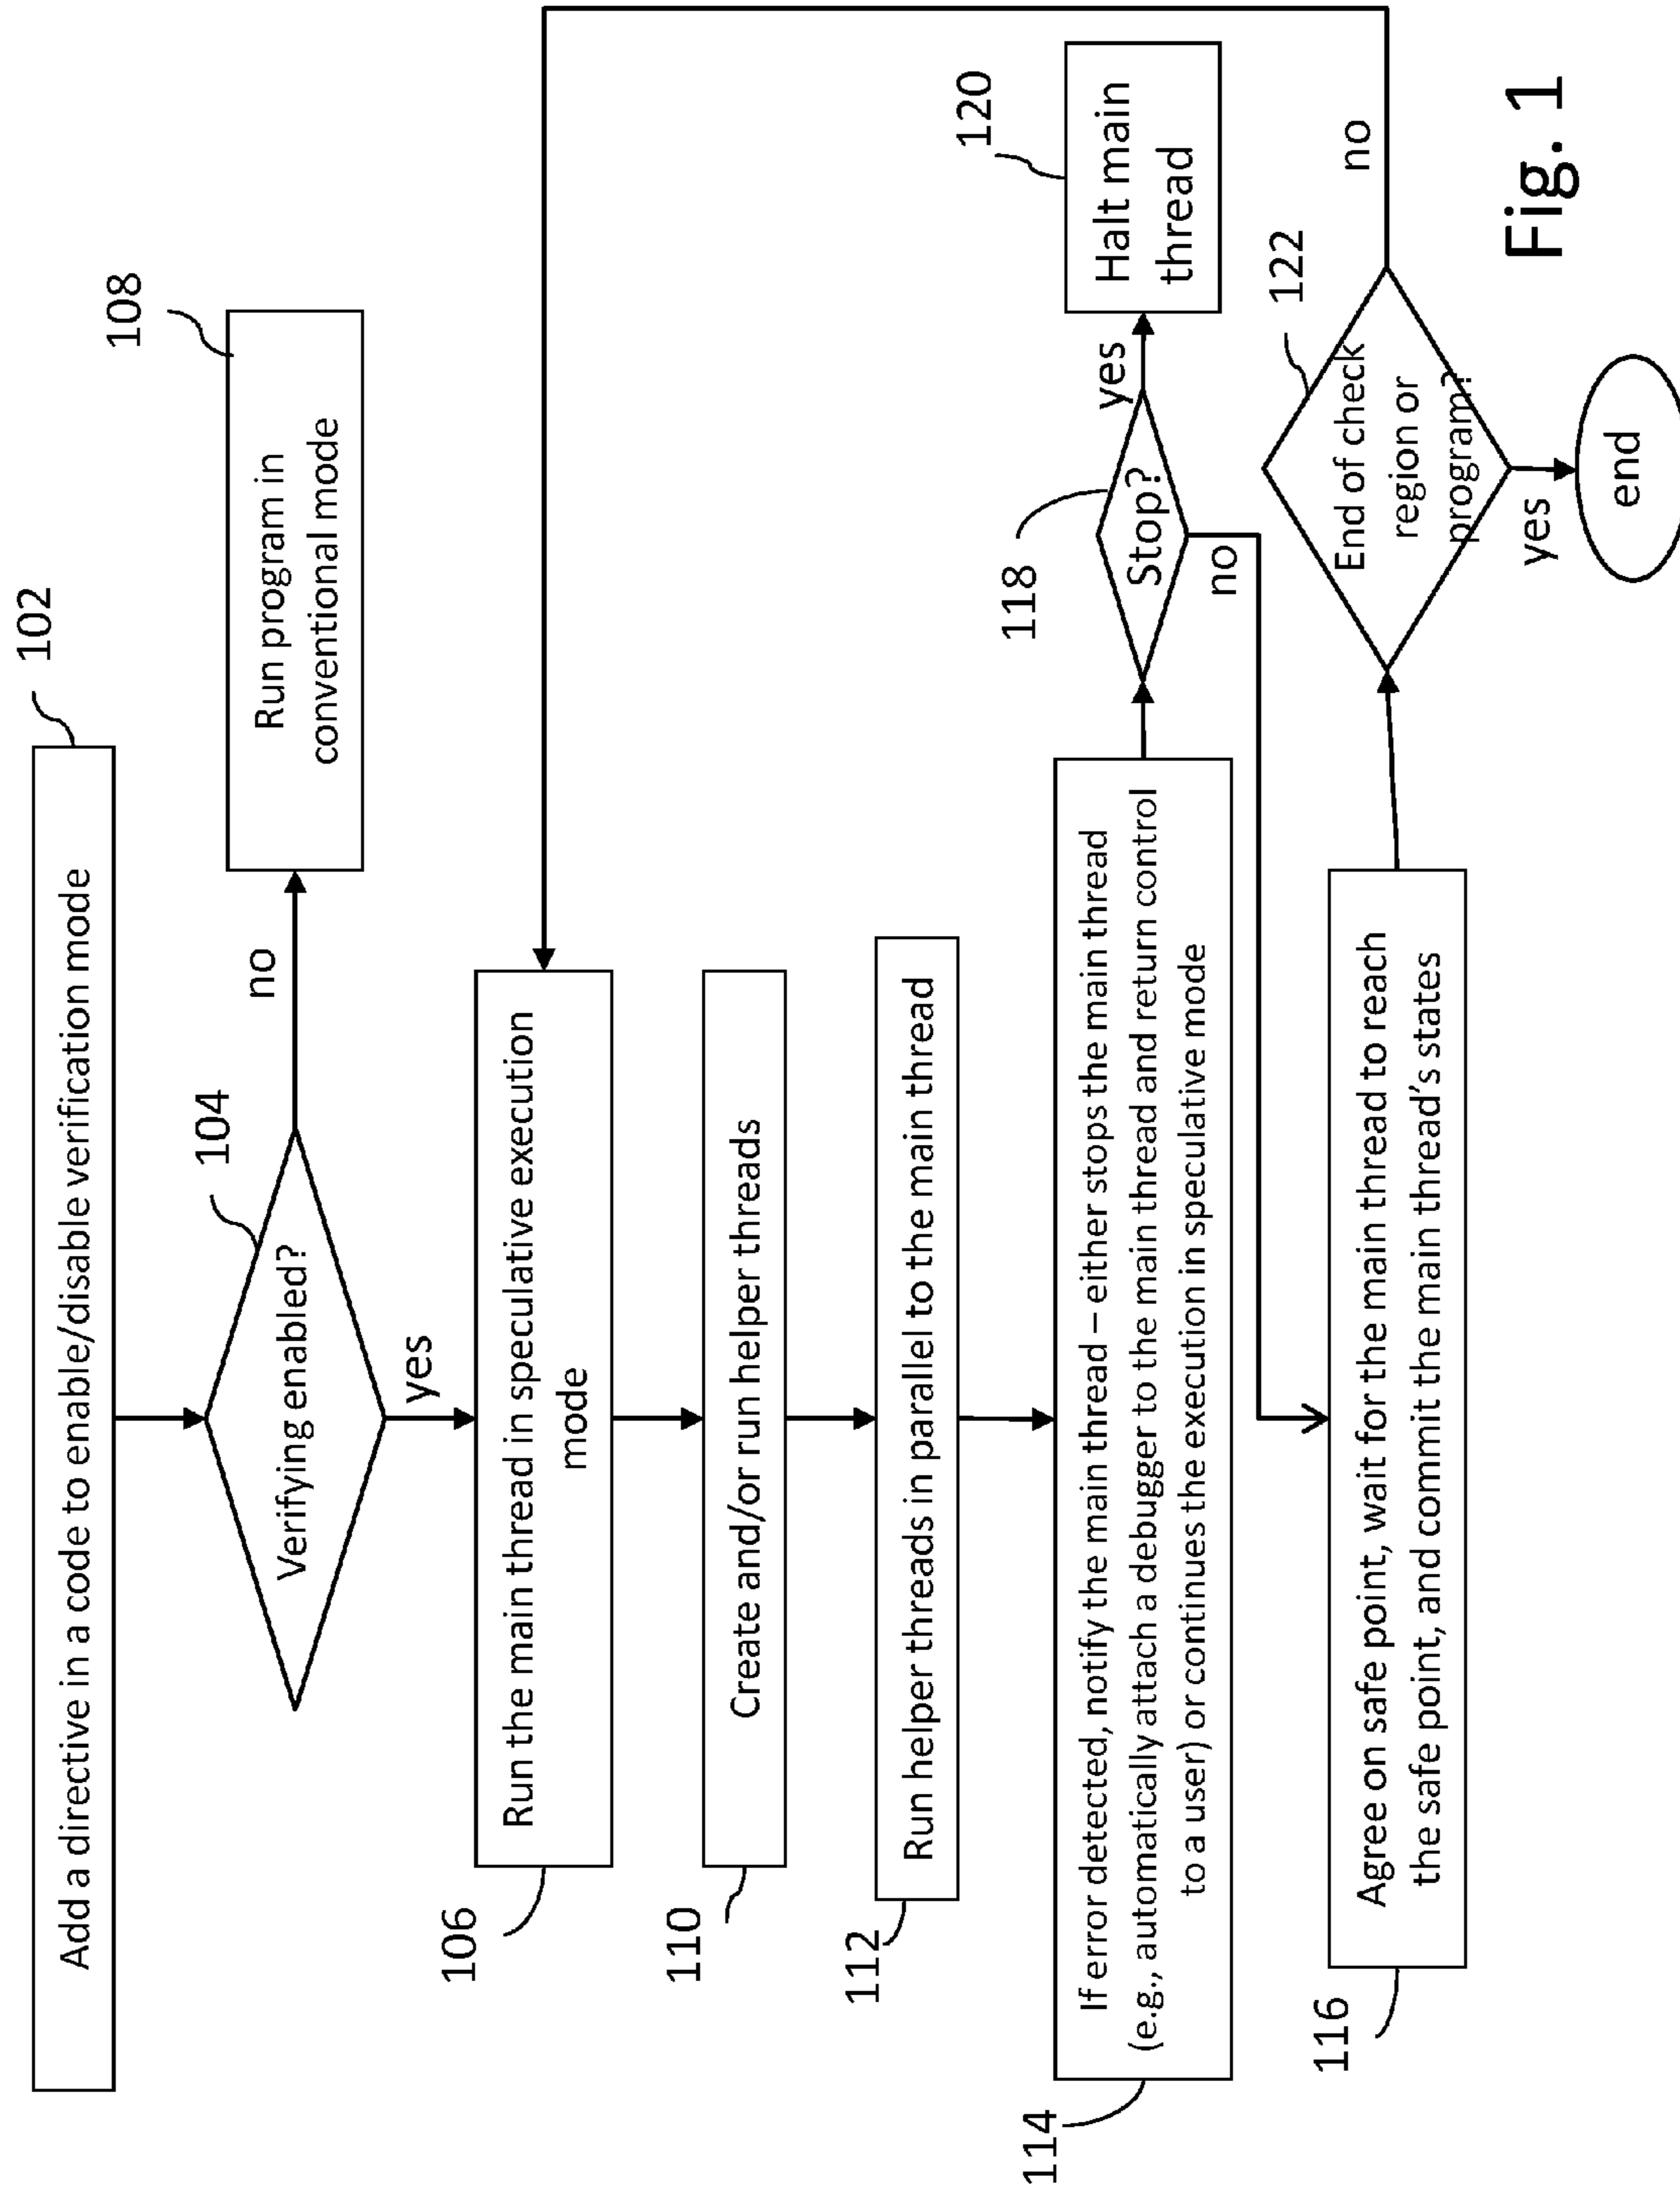 102
Add a directive in a code to enable/disable verification mode
104
Verifying enabled?
no
108
Run program in
conventional mode
yes
106
Run the main thread in speculative execution
mode
110
Create and/or run helper threads
112
Run helper threads in parallel to the main thread
114
If error detected, notify the main thread – either stops the main thread
(e.g., automatically attach a debugger to the main thread and return control
to a user) or continues the execution in speculative mode
118
Stop?
yes
120
Halt main
thread
no
116
Agree on safe point, wait for the main thread to reach
the safe point, and commit the main thread's states
122
End of check
region or
program?
no
yes
end
Fig. 1